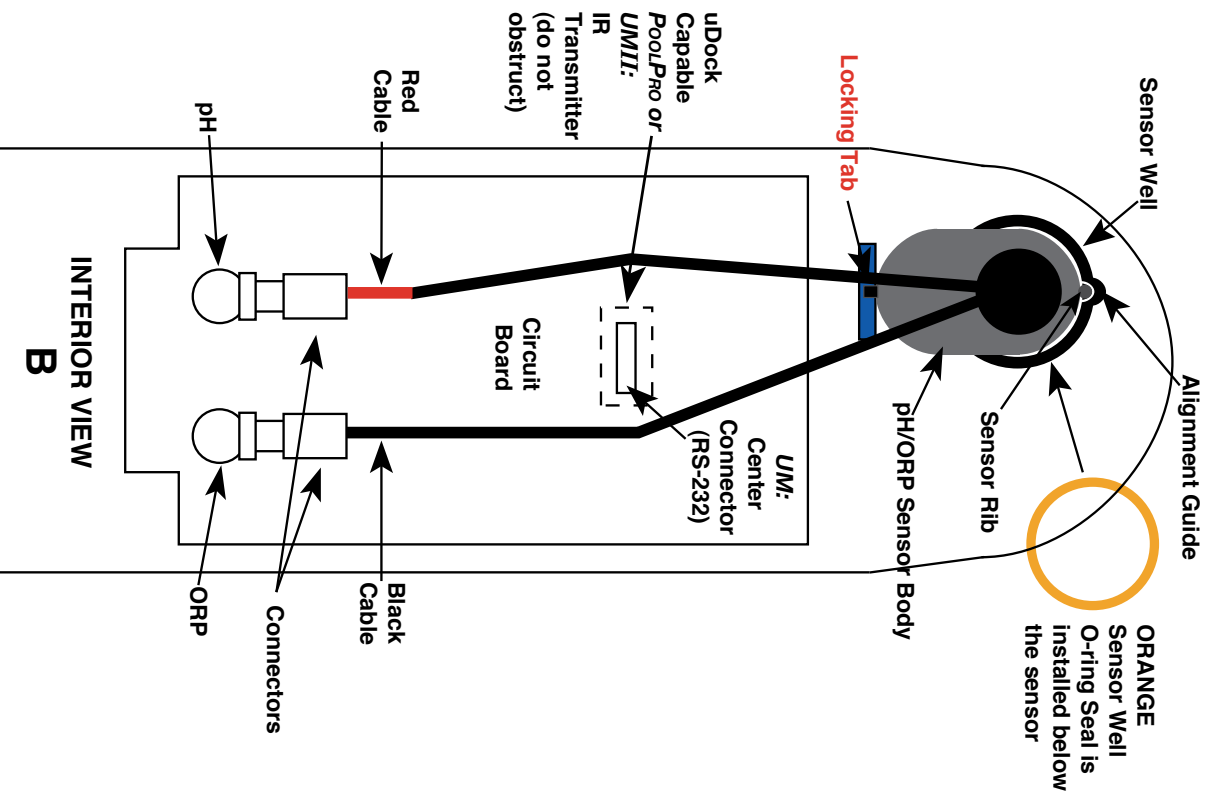 Sensor Well
Alignment Guide
Locking Tab
Sensor Rib
pH/ORP Sensor Body
ORANGE
Sensor Well
O-ring Seal is
installed below
the sensor
uDock
Capable
POOLPRO or
UMII:
IR
Transmitter
(do not
obstruct)
UM:
Center
Connector
(RS-232)
Circuit
Board
Red
Cable
Black
Cable
pH
Connectors
ORP
INTERIOR VIEW
B